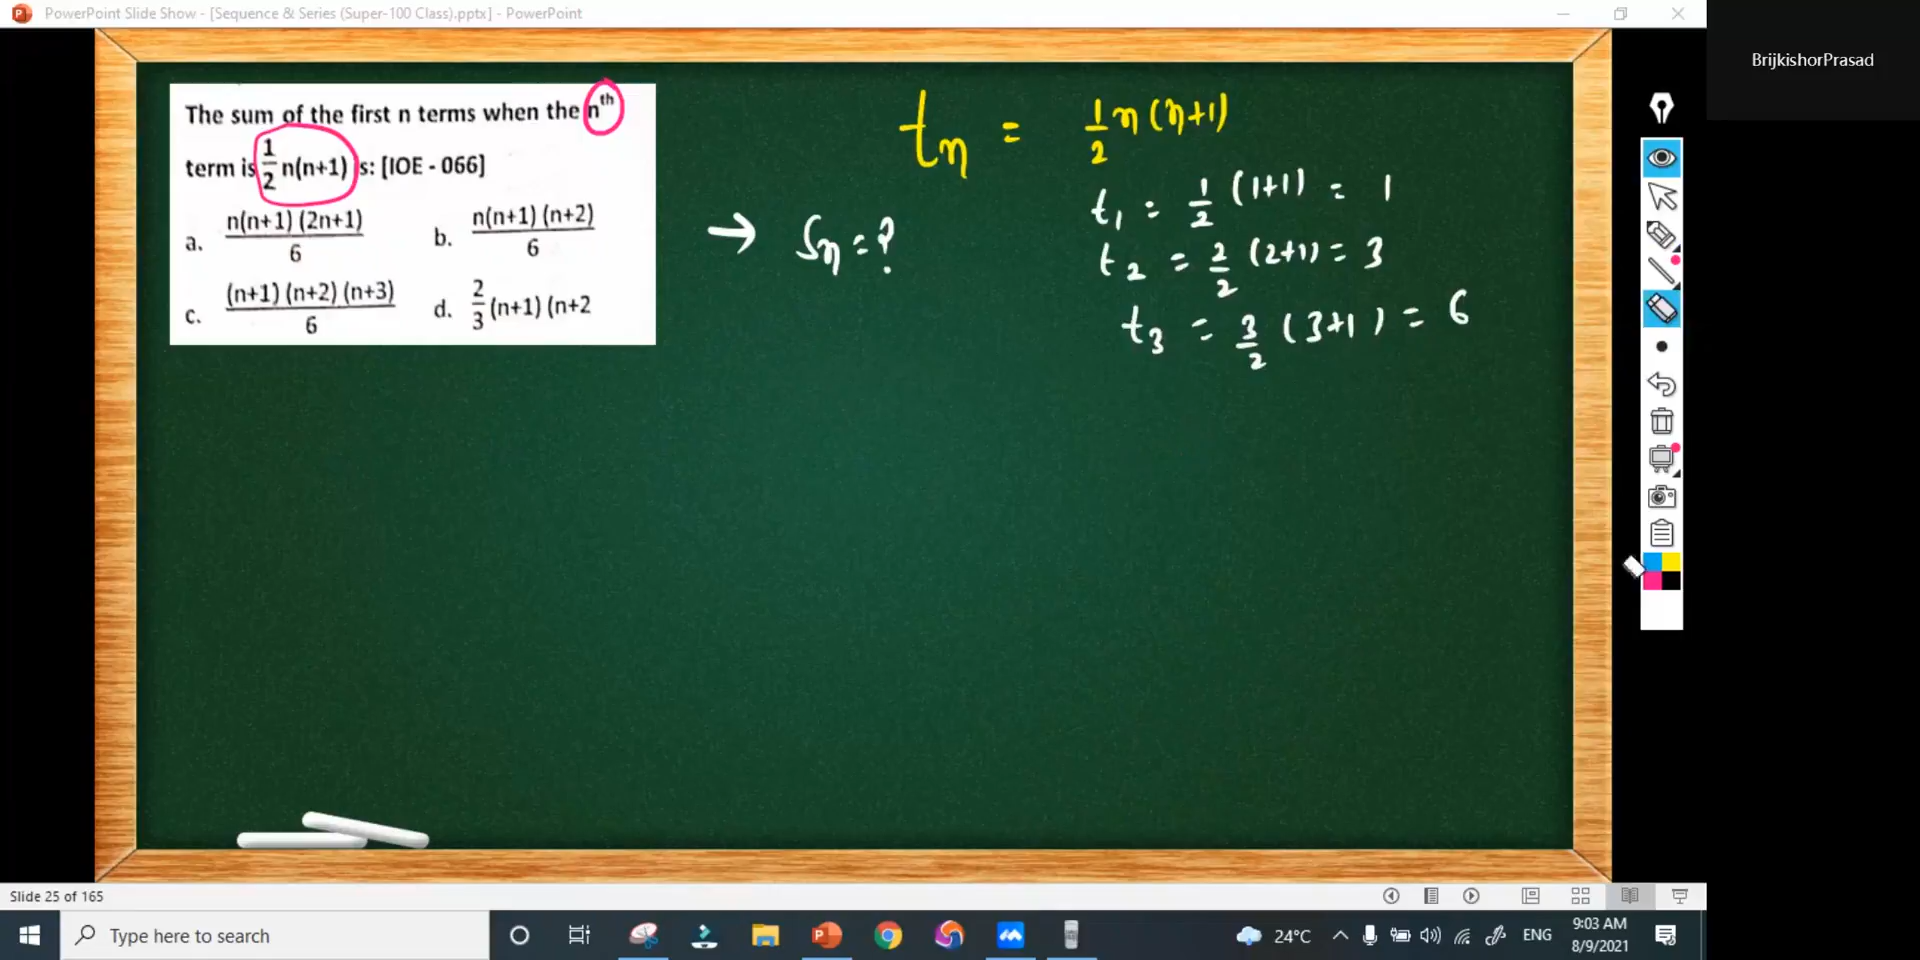 PowerPoint Slide Show - [Sequence & Series (Super-100 Class).pptx] - PowerPoint
BrijkishorPrasad
The sum of the first n terms when the nth
term is 1/2 n(n+1) is: [IOE - 066]
a. n(n+1) (2n+1)/6 b. n(n+1) (n+2)/6
c. (n+1) (n+2) (n+3)/6 d. 2/3 (n+1) (n+2
tn = 1/2 n (n+1)
→ Sn = ?
t1 = 1/2 (1+1) = 1
t2 = 2/2 (2+1) = 3
t3 = 3/2 (3+1) = 6
Slide 25 of 165
Type here to search
24°C
ENG
9:03 AM
8/9/2021